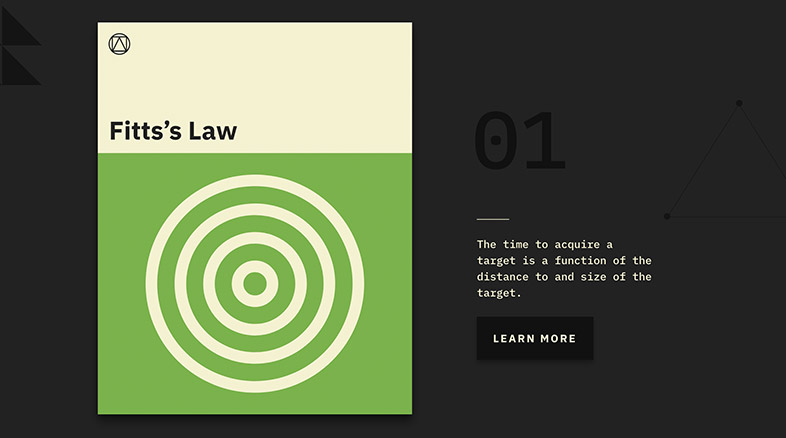 Fitts’s Law
01
The time to acquire a
target is a function of the
distance to and size of the
target.
LEARN MORE